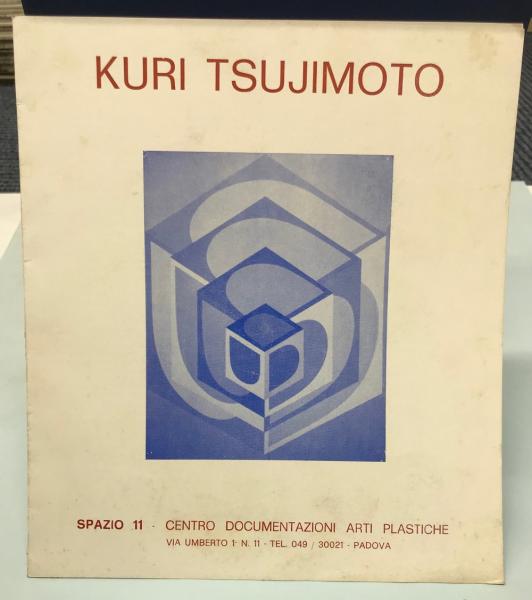 KURI TSUJIMOTO
SPAZIO 11 - CENTRO DOCUMENTAZIONI ARTI PLASTICHE
VIA UMBERTO 1° N. 11 - TEL. 049 / 30021 - PADOVA